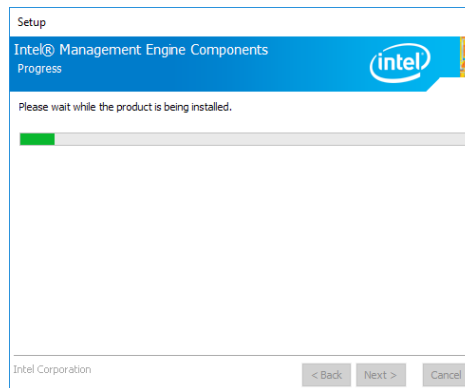 Setup
Intel® Management Engine Components
Progress
intel
Please wait while the product is being installed.
Intel Corporation
< Back Next > Cancel